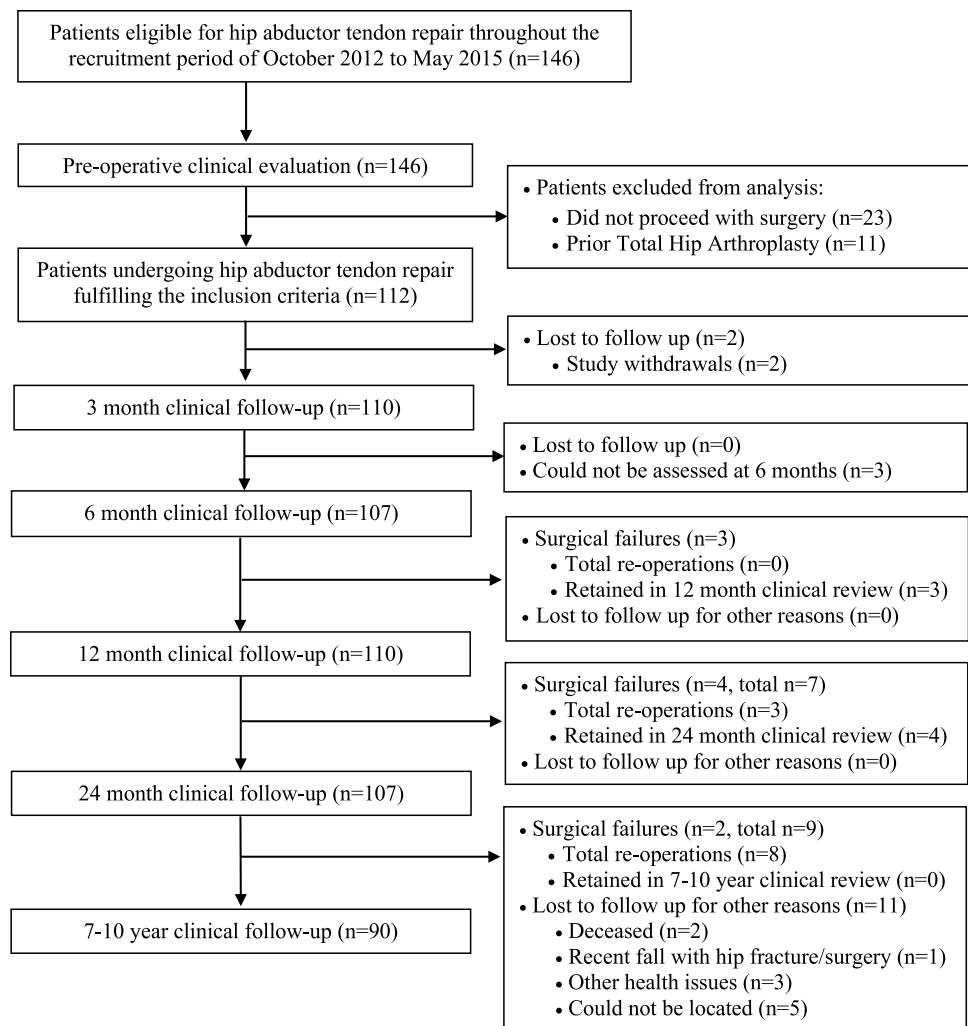 Patients eligible for hip abductor tendon repair throughout the
recruitment period of October 2012 to May 2015 (n=146)
Pre-operative clinical evaluation (n=146)
• Patients excluded from analysis:
• Did not proceed with surgery (n=23)
• Prior Total Hip Arthroplasty (n=11)
Patients undergoing hip abductor tendon repair
fulfilling the inclusion criteria (n=112)
• Lost to follow up (n=2)
• Study withdrawals (n=2)
3 month clinical follow-up (n=110)
• Lost to follow up (n=0)
• Could not be assessed at 6 months (n=3)
6 month clinical follow-up (n=107)
• Surgical failures (n=3)
• Total re-operations (n=0)
• Retained in 12 month clinical review (n=3)
• Lost to follow up for other reasons (n=0)
12 month clinical follow-up (n=110)
• Surgical failures (n=4, total n=7)
• Total re-operations (n=3)
• Retained in 24 month clinical review (n=4)
• Lost to follow up for other reasons (n=0)
24 month clinical follow-up (n=107)
• Surgical failures (n=2, total n=9)
• Total re-operations (n=8)
• Retained in 7-10 year clinical review (n=0)
• Lost to follow up for other reasons (n=11)
• Deceased (n=2)
• Recent fall with hip fracture/surgery (n=1)
• Other health issues (n=3)
• Could not be located (n=5)
7-10 year clinical follow-up (n=90)